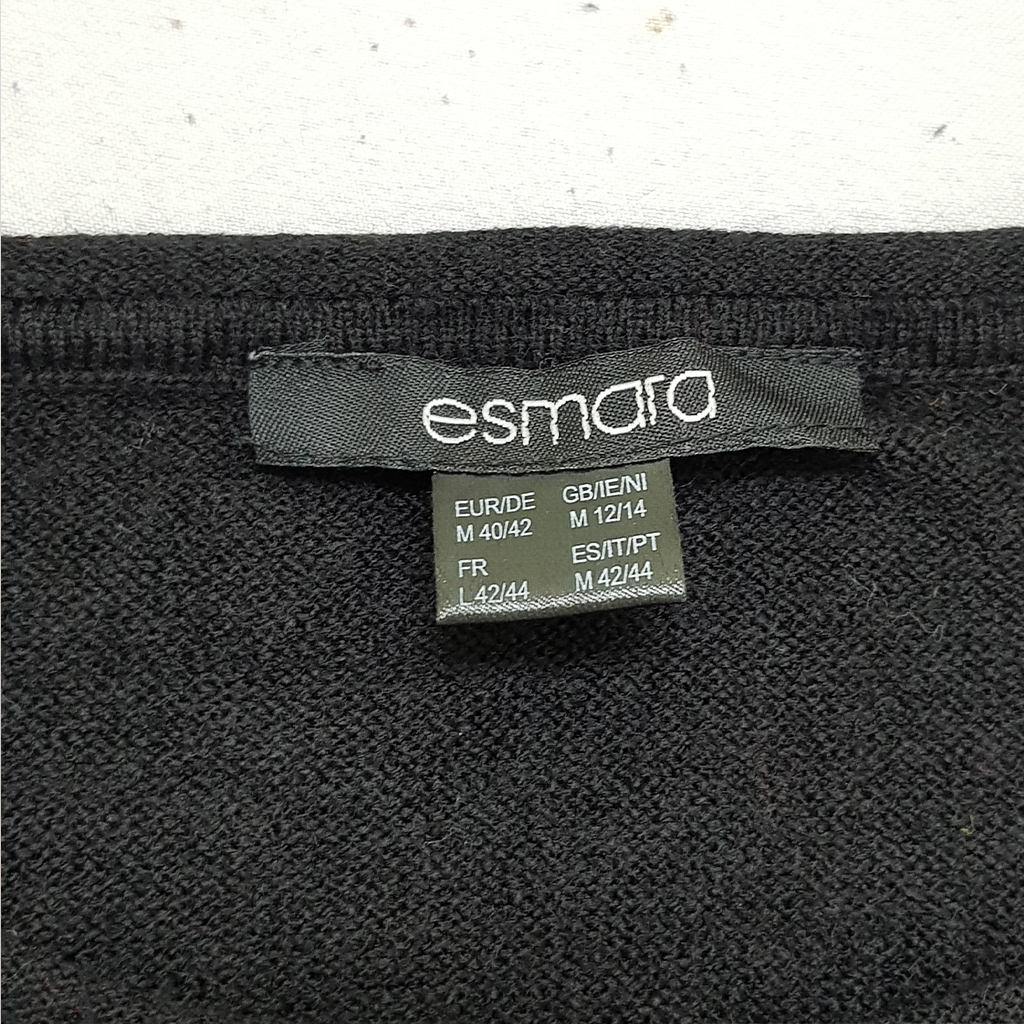 esmara
EUR/DE GB/IE/NI
M 40/42 M 12/14
FR ES/IT/PT
L 42/44 M 42/44